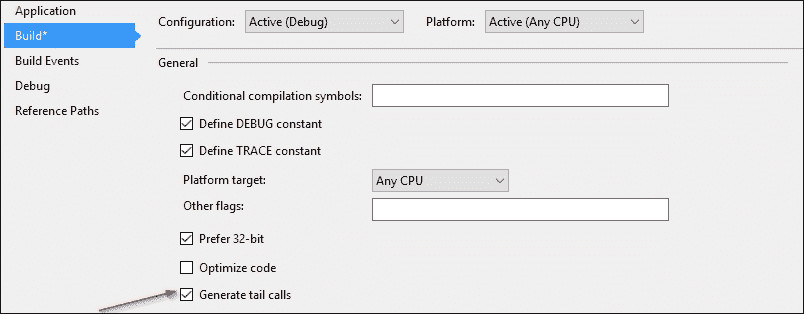 Application
Build*
Build Events
Debug
Reference Paths
Configuration: Active (Debug) Platform: Active (Any CPU)
General
Conditional compilation symbols:
Define DEBUG constant
Define TRACE constant
Platform target: Any CPU
Other flags:
Prefer 32-bit
Optimize code
Generate tail calls